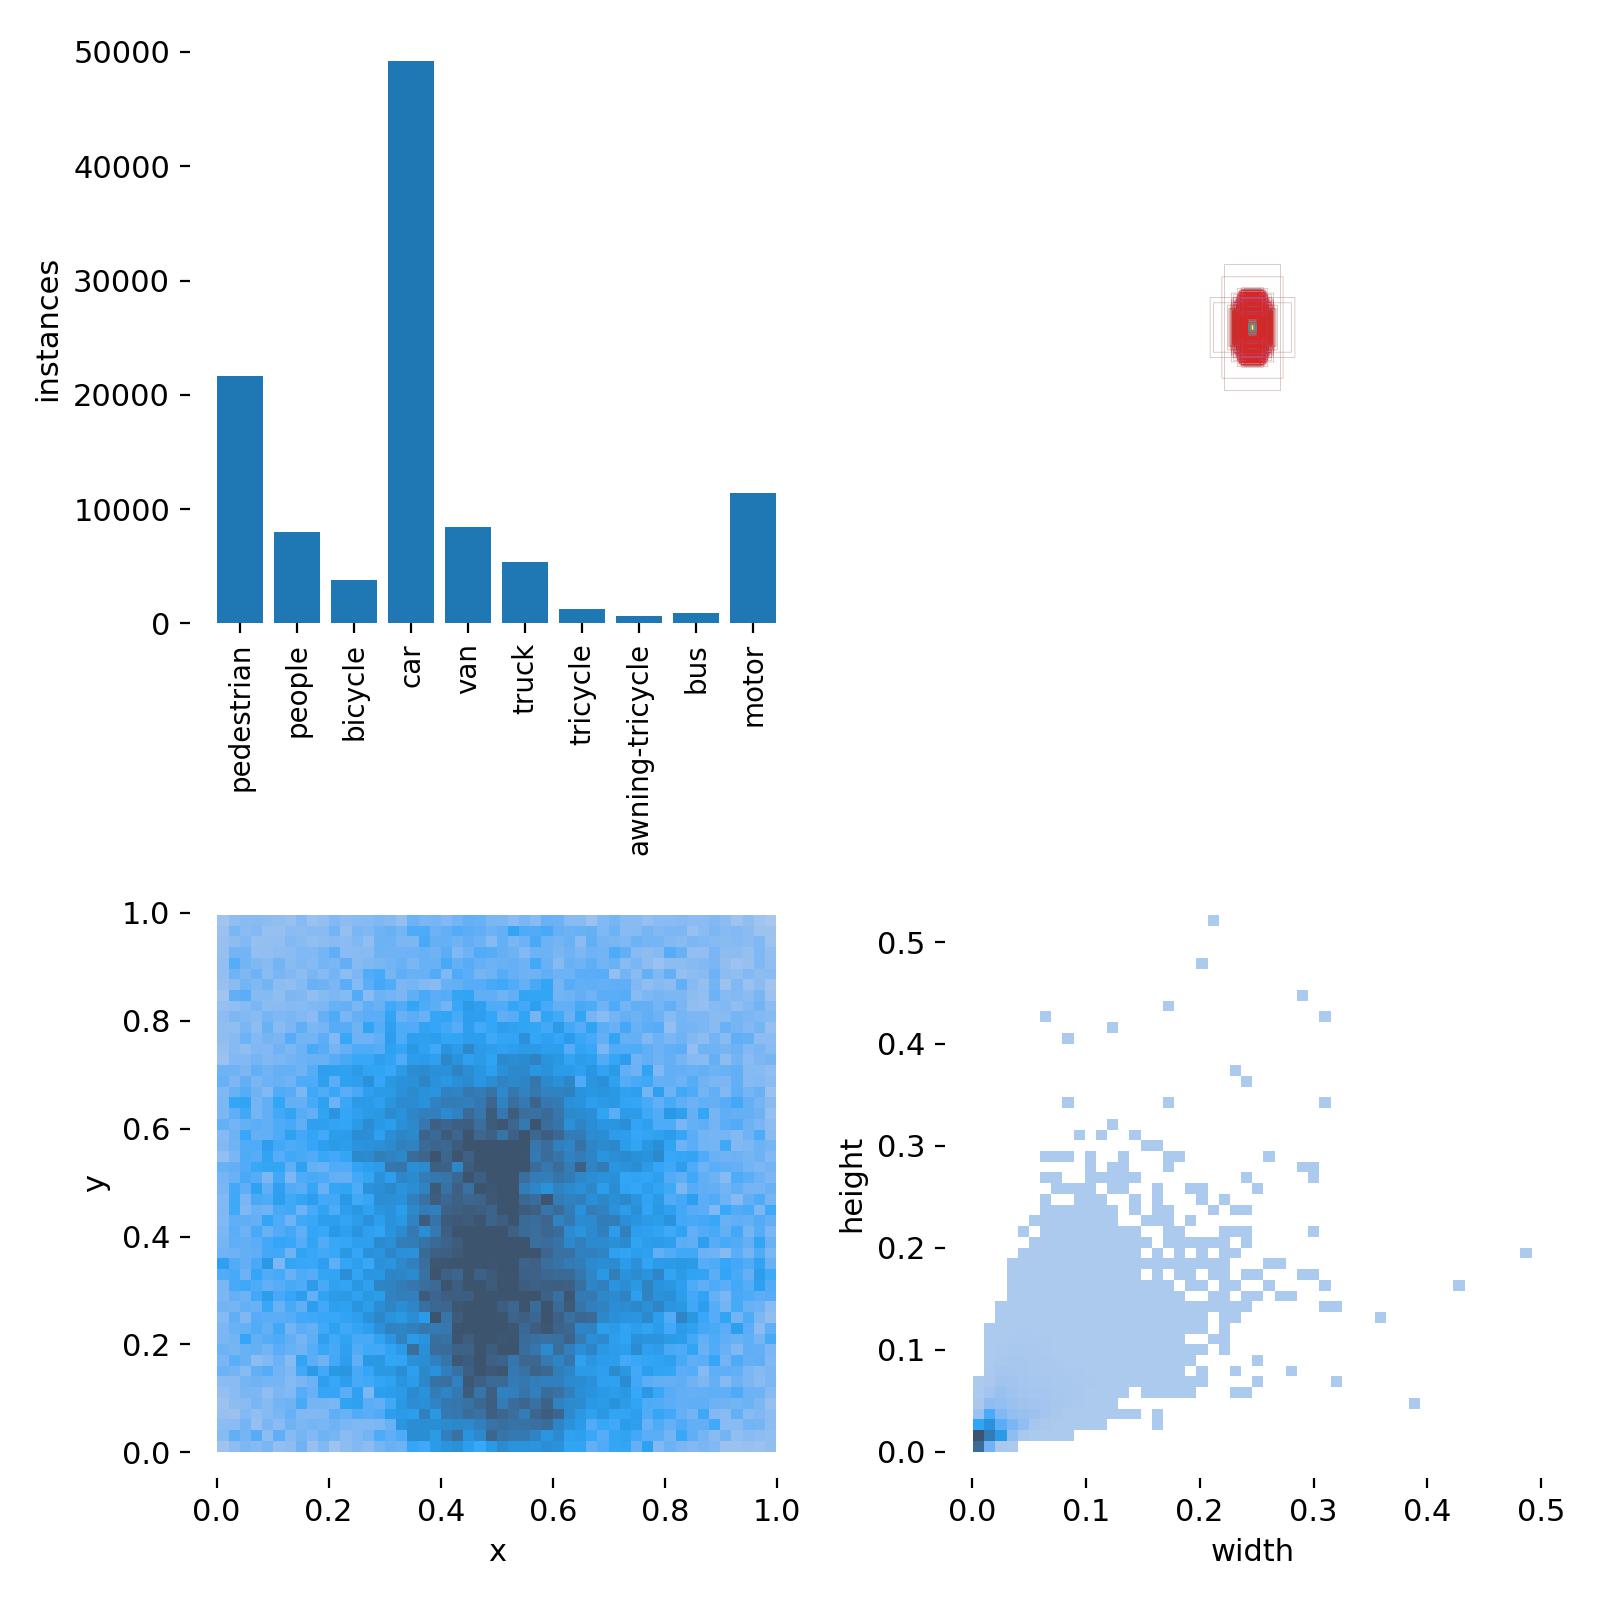 50000
40000
30000
20000
10000
0
instances
pedestrian
people
bicycle
car
van
truck
tricycle
awning-tricycle
bus
motor
1.0
0.8
0.6
0.4
0.2
0.0
y
0.0 0.2 0.4 0.6 0.8 1.0
x
0.5
0.4
0.3
0.2
0.1
0.0
height
0.0 0.1 0.2 0.3 0.4 0.5
width